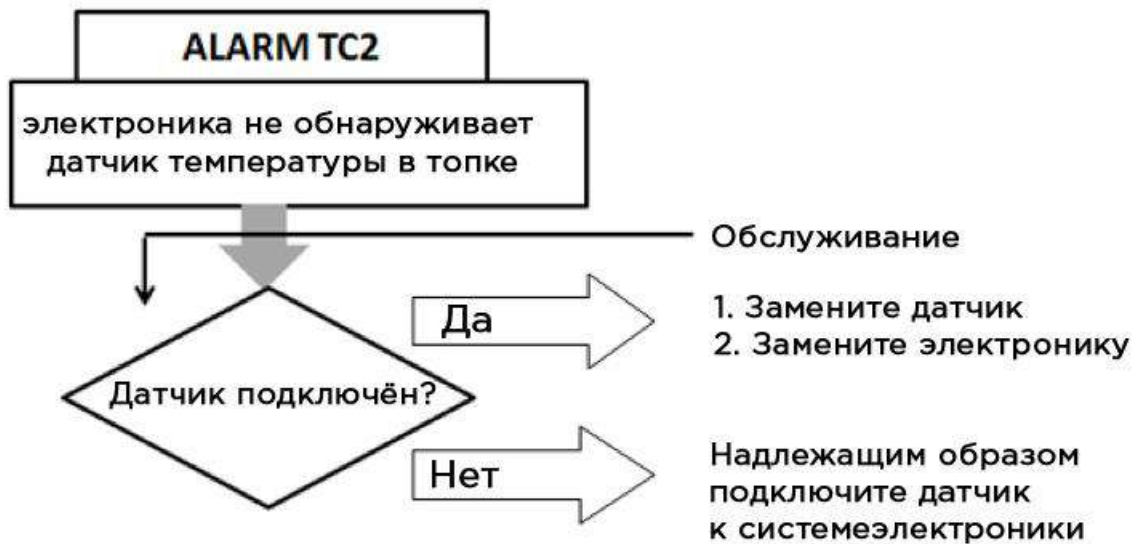 ALARM TC2
электроника не обнаруживает
датчик температуры в топке
Обслуживание
Датчик подключён?
Да
1. Замените датчик
2. Замените электронику
Нет
Надлежащим образом
подключите датчик
к системеэлектроники